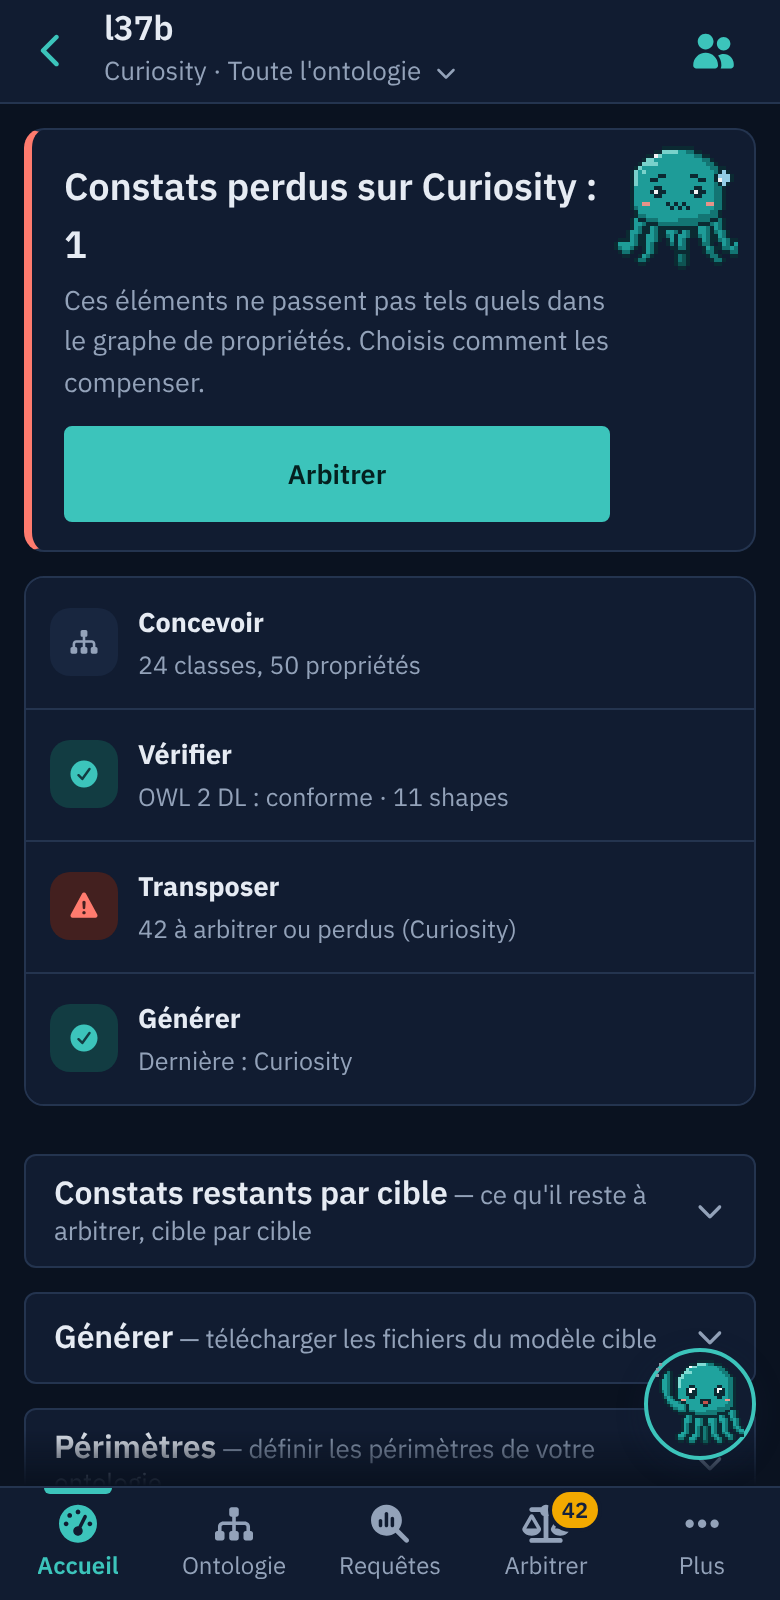 l37b
Curiosity · Toute l'ontologie
Constats perdus sur Curiosity :
1
Ces éléments ne passent pas tels quels dans
le graphe de propriétés. Choisis comment les
compenser.
Arbitrer
Concevoir
24 classes, 50 propriétés
Vérifier
OWL 2 DL : conforme · 11 shapes
Transposer
42 à arbitrer ou perdus (Curiosity)
Générer
Dernière : Curiosity
Constats restants par cible — ce qu'il reste à
arbitrer, cible par cible
Générer — télécharger les fichiers du modèle cible
Périmètres — définir les périmètres de votre
ontologie
42
Accueil
Ontologie
Requêtes
Arbitrer
Plus